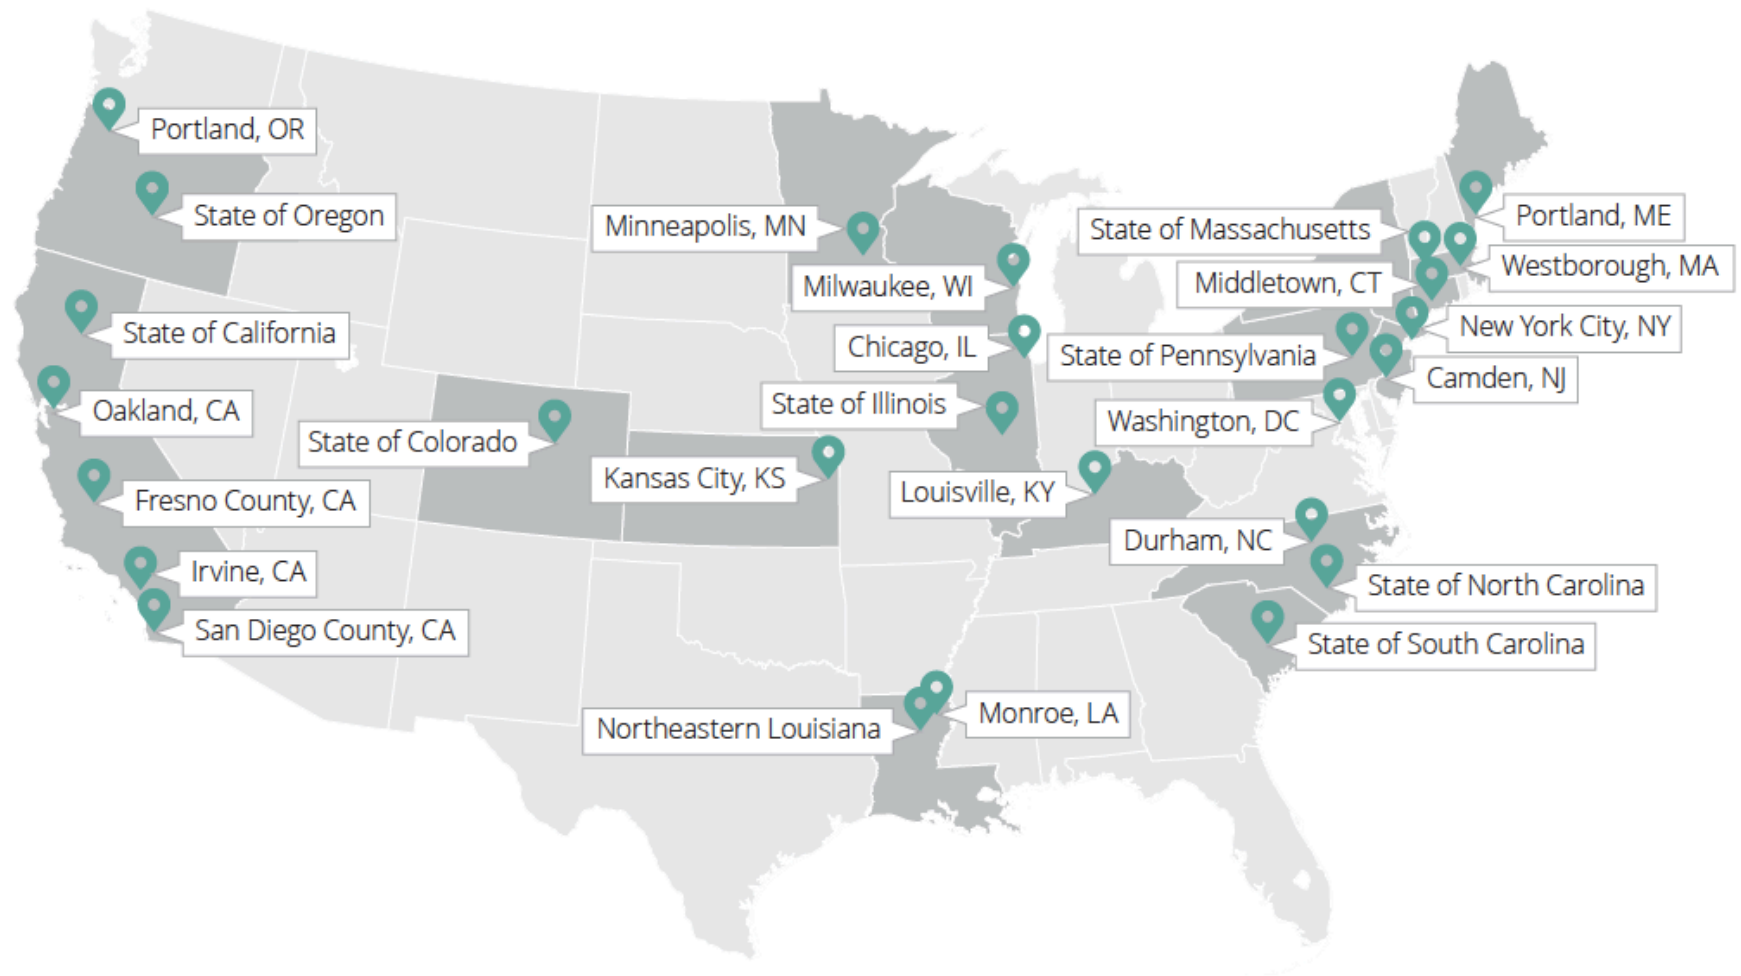 Portland, OR
State of Oregon
State of California
Oakland, CA
Fresno County, CA
Irvine, CA
San Diego County, CA
State of Colorado
Kansas City, KS
Minneapolis, MN
Milwaukee, WI
Chicago, IL
State of Illinois
Louisville, KY
Northeastern Louisiana
Monroe, LA
State of Massachusetts
Portland, ME
Westborough, MA
Middletown, CT
New York City, NY
State of Pennsylvania
Camden, NJ
Washington, DC
Durham, NC
State of North Carolina
State of South Carolina